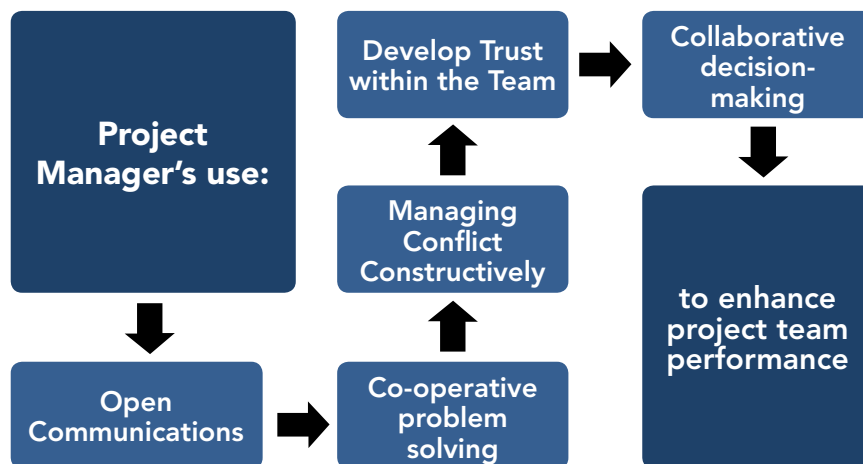 Project
Manager’s use:
Open
Communications
Co-operative
problem
solving
Managing
Conflict
Constructively
Develop Trust
within the Team
Collaborative
decision-
making
to enhance
project team
performance